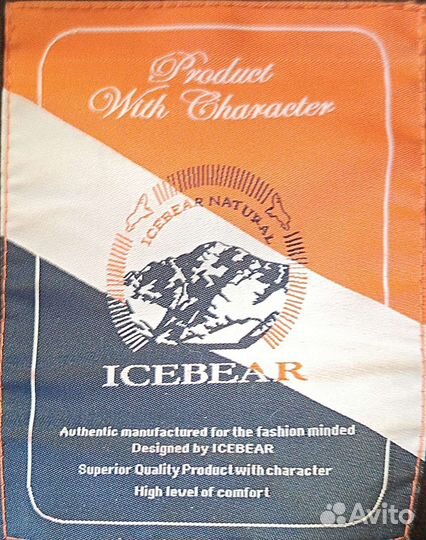 Product
With Character
ICEBEAR NATURAL
ICEBEAR
Authentic manufactured for the fashion minded
Designed by ICEBEAR
Superior Quality Product with character
High level of comfort
Avito